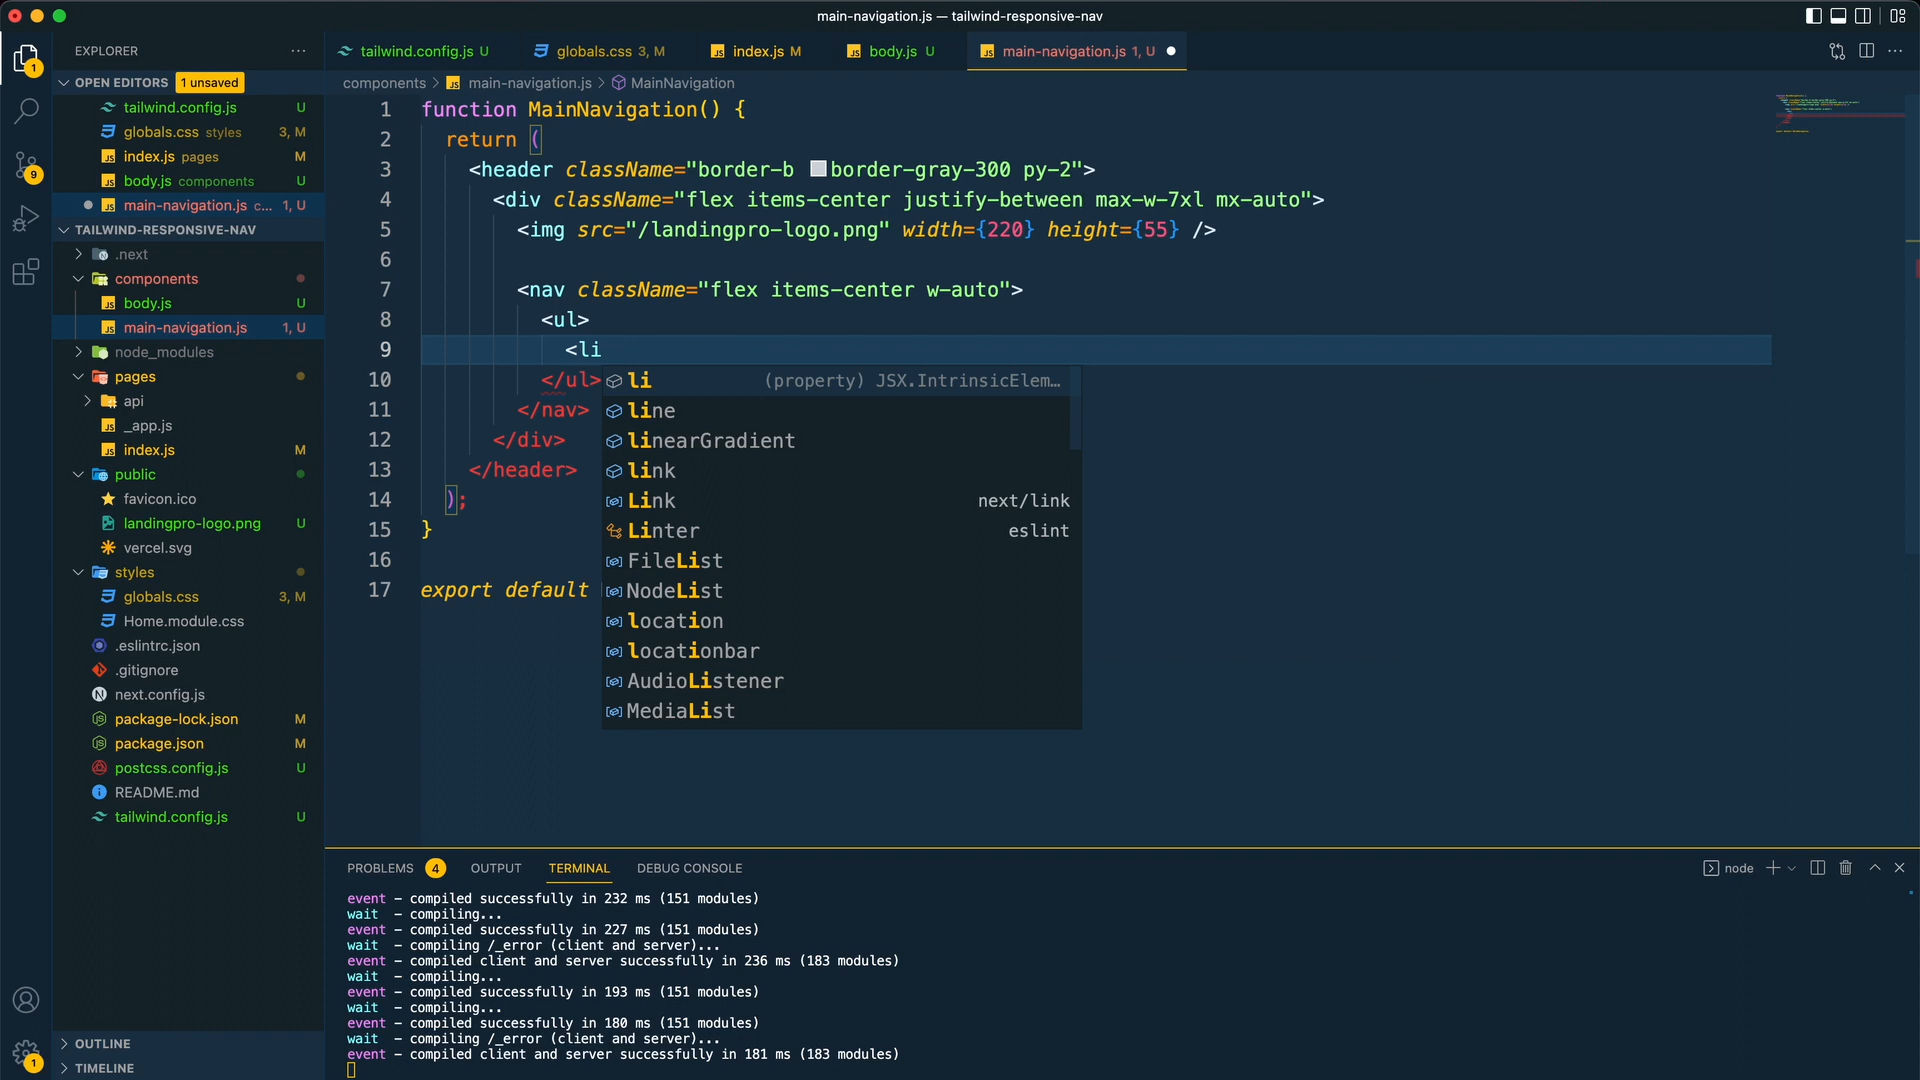 main-navigation.js — tailwind-responsive-nav
EXPLORER
tailwind.config.js U
globals.css 3, M
index.js M
body.js U
main-navigation.js 1, U
OPEN EDITORS 1 unsaved
components > main-navigation.js > MainNavigation
tailwind.config.js U
globals.css styles 3, M
index.js pages M
body.js components U
main-navigation.js c... 1, U
TAILWIND-RESPONSIVE-NAV
.next
components
body.js U
main-navigation.js 1, U
node_modules
pages
api
_app.js
index.js M
public
favicon.ico
landingpro-logo.png U
vercel.svg
styles
globals.css 3, M
Home.module.css
.eslintrc.json
.gitignore
next.config.js
package-lock.json M
package.json M
postcss.config.js U
README.md
tailwind.config.js U
OUTLINE
TIMELINE
1
9
1
1 function MainNavigation() {
2 return (
3 <header className="border-b border-gray-300 py-2">
4 <div className="flex items-center justify-between max-w-7xl mx-auto">
5 <img src="/landingpro-logo.png" width={220} height={55} />
6
7 <nav className="flex items-center w-auto">
8 <ul>
9 <li
10 </ul>
11 </nav>
12 </div>
13 </header>
14 );
15 }
16
17 export default
li (property) JSX.IntrinsicElem…
line
linearGradient
link
Link next/link
Linter eslint
FileList
NodeList
location
locationbar
AudioListener
MediaList
PROBLEMS 4 OUTPUT TERMINAL DEBUG CONSOLE
node
event – compiled successfully in 232 ms (151 modules)
wait – compiling...
event – compiled successfully in 227 ms (151 modules)
wait – compiling /_error (client and server)...
event – compiled client and server successfully in 236 ms (183 modules)
wait – compiling...
event – compiled successfully in 193 ms (151 modules)
wait – compiling...
event – compiled successfully in 180 ms (151 modules)
wait – compiling /_error (client and server)...
event – compiled client and server successfully in 181 ms (183 modules)